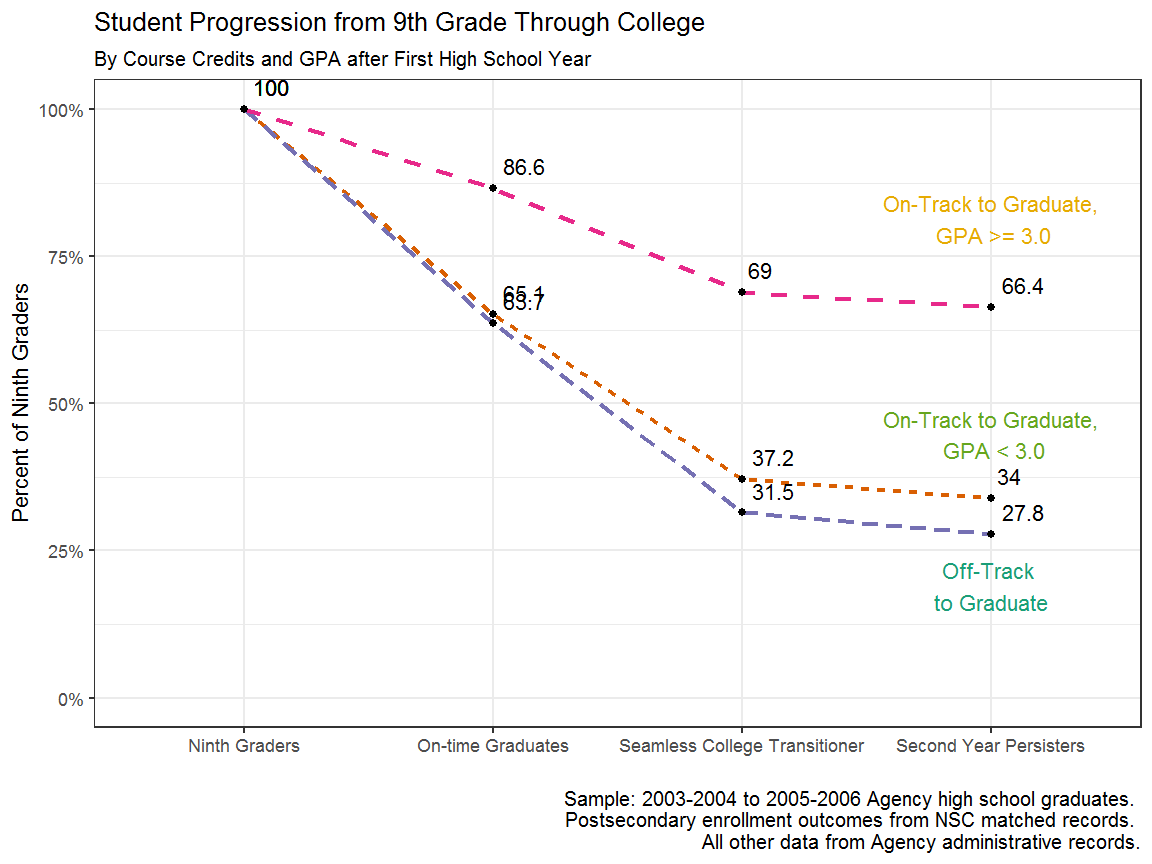 Student Progression from 9th Grade Through College
By Course Credits and GPA after First High School Year
Percent of Ninth Graders
100%
75%
50%
25%
0%
100
86.6
65.1
63.7
69
66.4
37.2
31.5
34
27.8
On-Track to Graduate,
GPA >= 3.0
On-Track to Graduate,
GPA < 3.0
Off-Track
to Graduate
Ninth Graders
On-time Graduates
Seamless College Transitioner
Second Year Persisters
Sample: 2003-2004 to 2005-2006 Agency high school graduates.
Postsecondary enrollment outcomes from NSC matched records.
All other data from Agency administrative records.